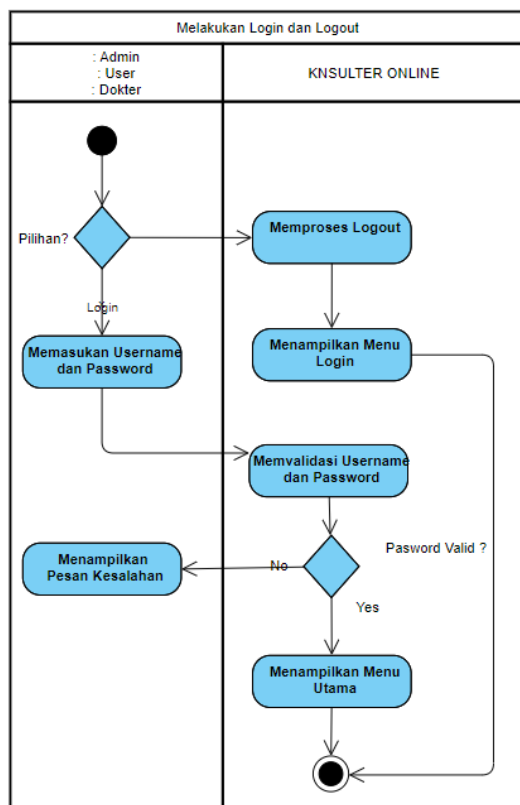 Melakukan Login dan Logout
: Admin
: User
: Dokter
KNSULTER ONLINE
Pilihan?
Memproses Logout
Login
Menampilkan Menu
Login
Memasukan Username
dan Password
Memvalidasi Username
dan Password
Menampilkan
Pesan Kesalahan
No
Pasword Valid ?
Yes
Menampilkan Menu
Utama